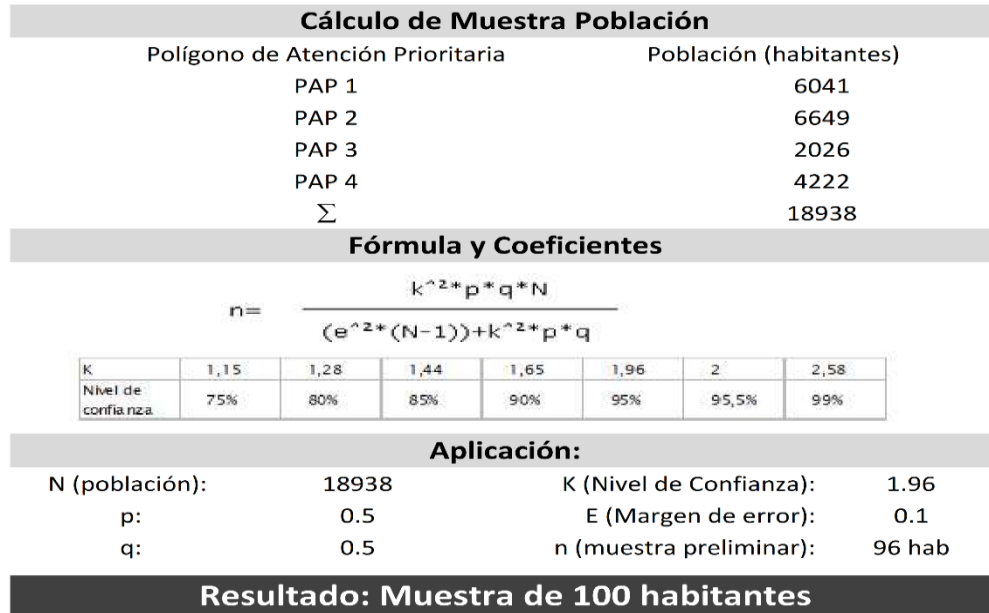 Cálculo de Muestra Población
Polígono de Atención Prioritaria Población (habitantes)
PAP 1 6041
PAP 2 6649
PAP 3 2026
PAP 4 4222
∑ 18938
Fórmula y Coeficientes
k^2*p*q*N
n=
(e^2*(N-1))+k^2*p*q
K 1,15 1,28 1,44 1,65 1,96 2 2,58
Nivel de confianza 75% 80% 85% 90% 95% 95,5% 99%
Aplicación:
N (población): 18938 K (Nivel de Confianza): 1.96
p: 0.5 E (Margen de error): 0.1
q: 0.5 n (muestra preliminar): 96 hab
Resultado: Muestra de 100 habitantes